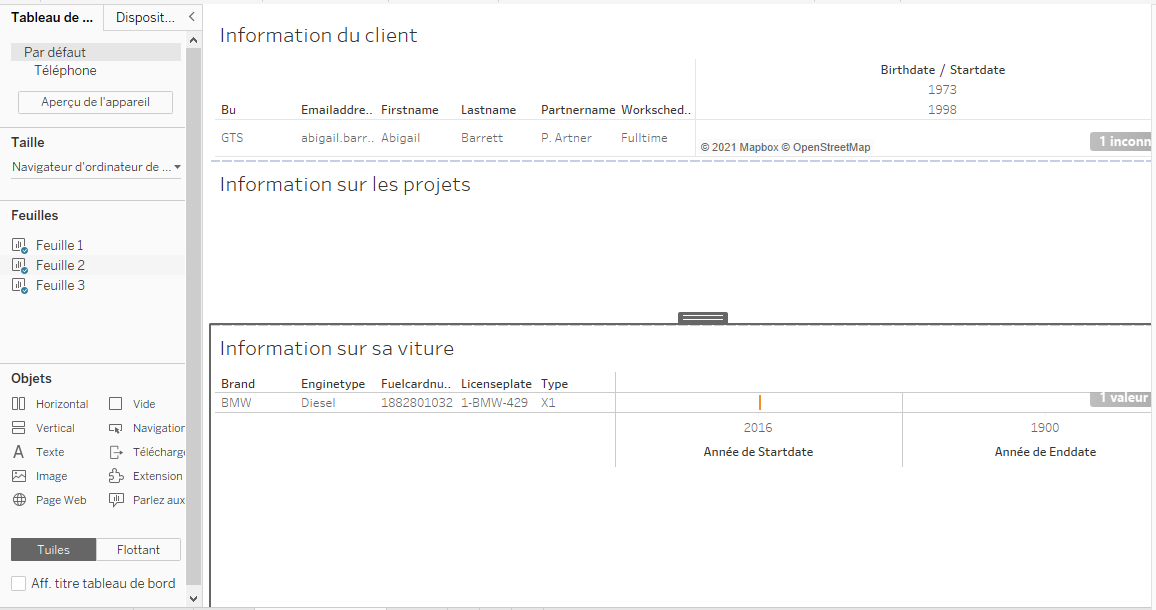 Tableau de ... Disposit...
Par défaut
Téléphone
Aperçu de l'appareil
Taille
Navigateur d'ordinateur de ...
Feuilles
Feuille 1
Feuille 2
Feuille 3
Objets
Horizontal Vide
Vertical Navigation
Texte Télécharge
Image Extension
Page Web Parlez aux
Tuiles Flottant
Aff. titre tableau de bord
Information du client
Birthdate / Startdate
1973
1998
Bu Emailaddre.. Firstname Lastname Partnername Worksched..
GTS abigail.barr.. Abigail Barrett P. Artner Fulltime
© 2021 Mapbox © OpenStreetMap
1 inconn
Information sur les projets
Information sur sa viture
Brand Enginetype Fuelcardnu.. Licenseplate Type
BMW Diesel 1882801032 1-BMW-429 X1
1 valeur
2016 1900
Année de Startdate Année de Enddate